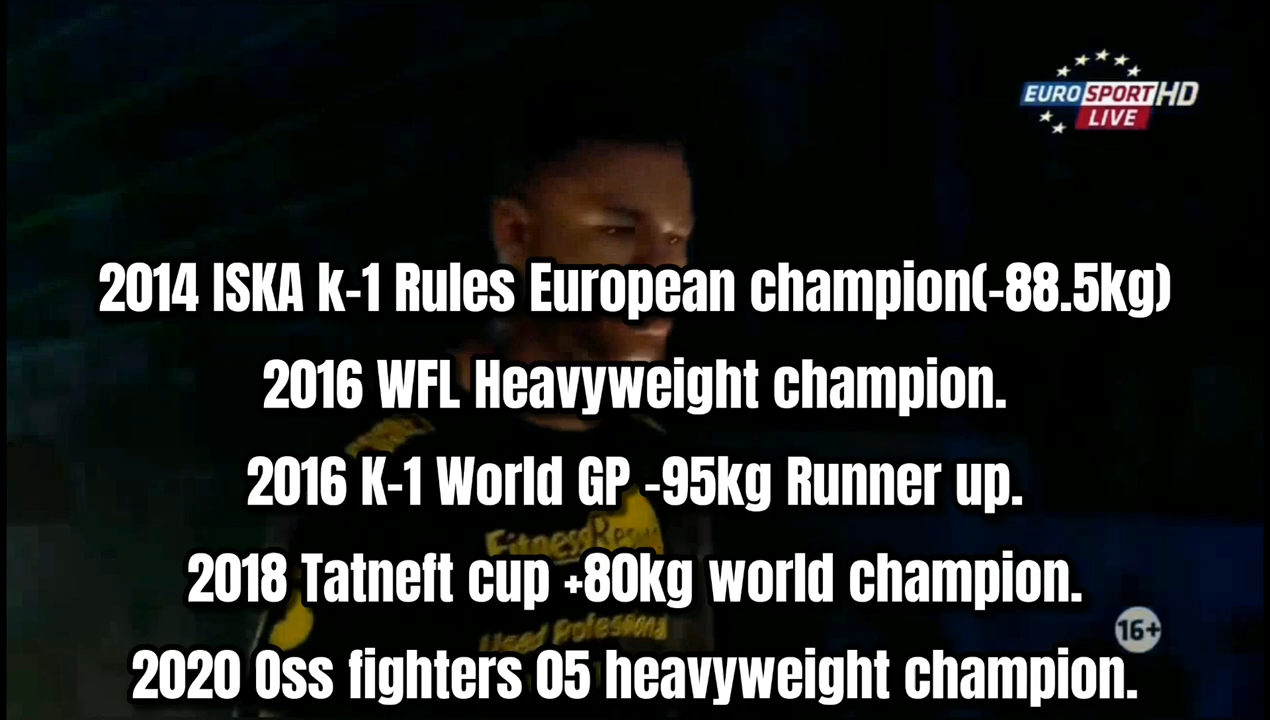 EUROSPORT HD
LIVE
2014 ISKA k-1 Rules European champion(-88.5kg)
2016 WFL Heavyweight champion.
2016 K-1 World GP -95kg Runner up.
2018 Tatneft cup +80kg world champion.
16+
2020 Oss fighters 05 heavyweight champion.